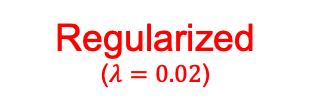 Regularized
(λ = 0.02)